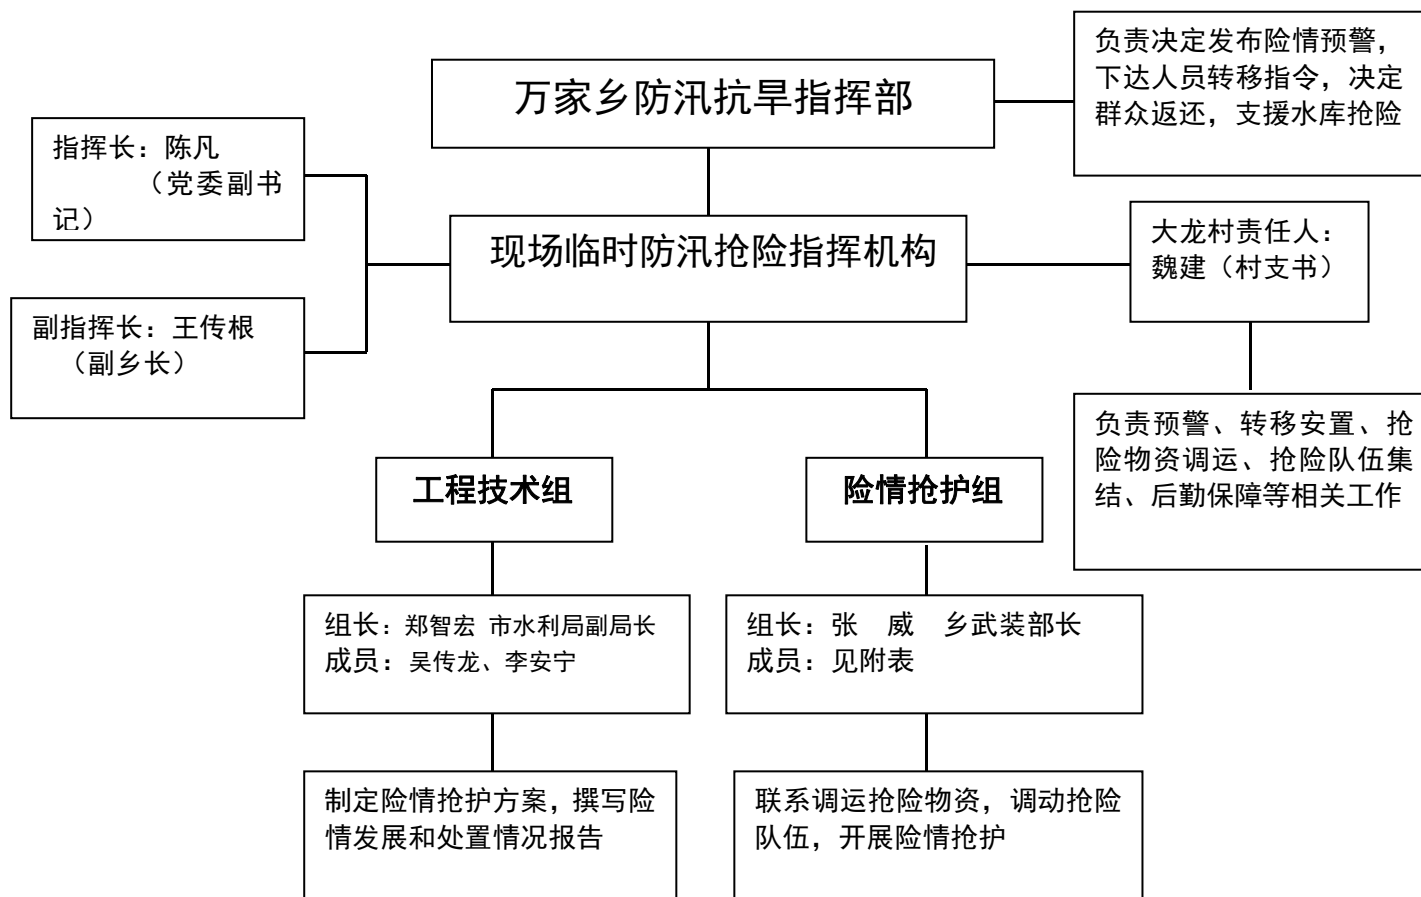 万家乡防汛抗旱指挥部
负责决定发布险情预警，
下达人员转移指令，决定
群众返还，支援水库抢险
指挥长：陈凡
（党委副书
记）
现场临时防汛抢险指挥机构
大龙村责任人：
魏建（村支书）
副指挥长：王传根
（副乡长）
负责预警、转移安置、抢
险物资调运、抢险队伍集
结、后勤保障等相关工作
工程技术组
险情抢护组
组长：郑智宏 市水利局副局长
成员：吴传龙、李安宁
组长：张　威　乡武装部长
成员：见附表
制定险情抢护方案，撰写险
情发展和处置情况报告
联系调运抢险物资，调动抢险
队伍，开展险情抢护